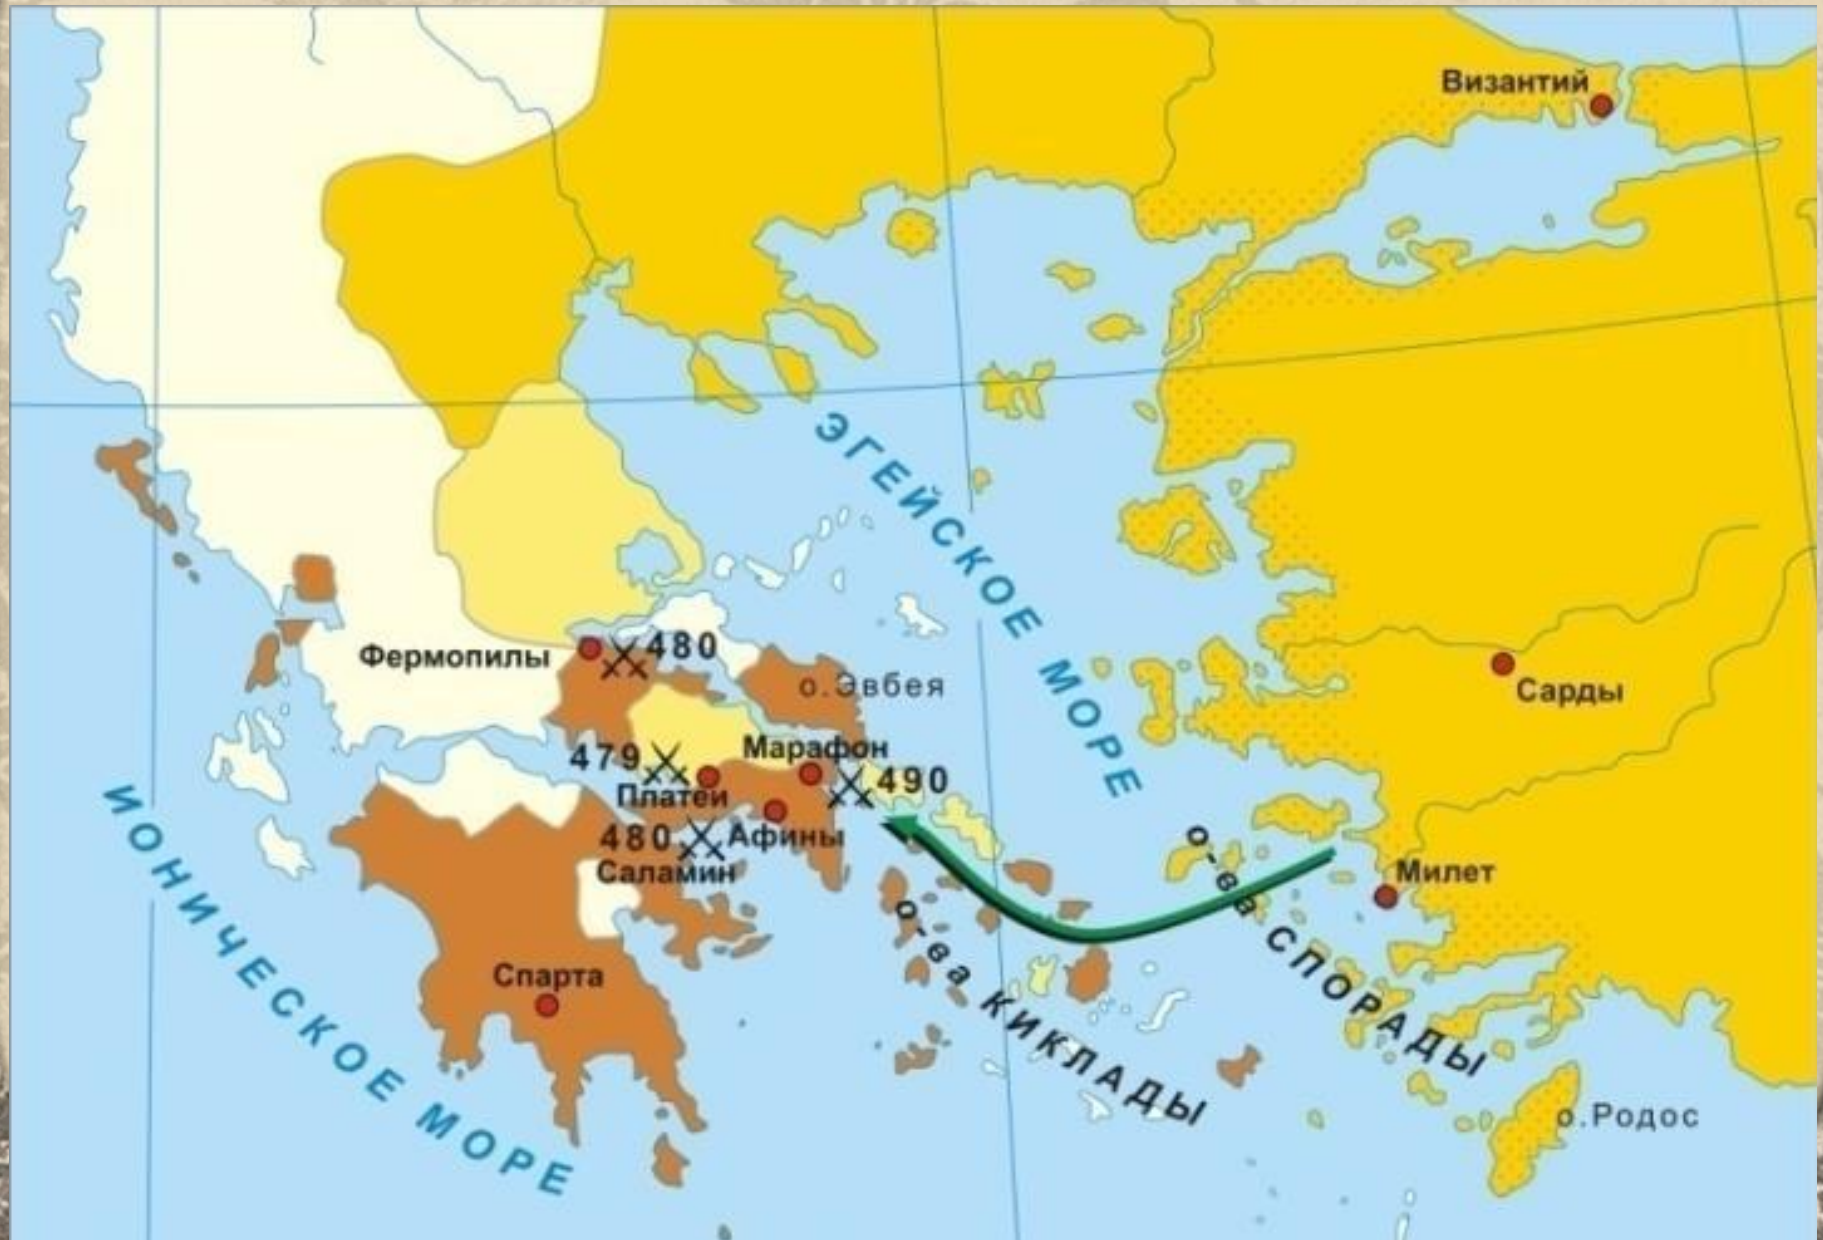 Византий
ЭГЕЙСКОЕ МОРЕ
Фермопилы
480
о.Эвбея
Сарды
479
Марафон
490
Платеи
480
Афины
Саламин
ИОНИЧЕСКОЕ МОРЕ
о-ва СПОРАДЫ
Милет
о-ва КИКЛАДЫ
Спарта
о.Родос